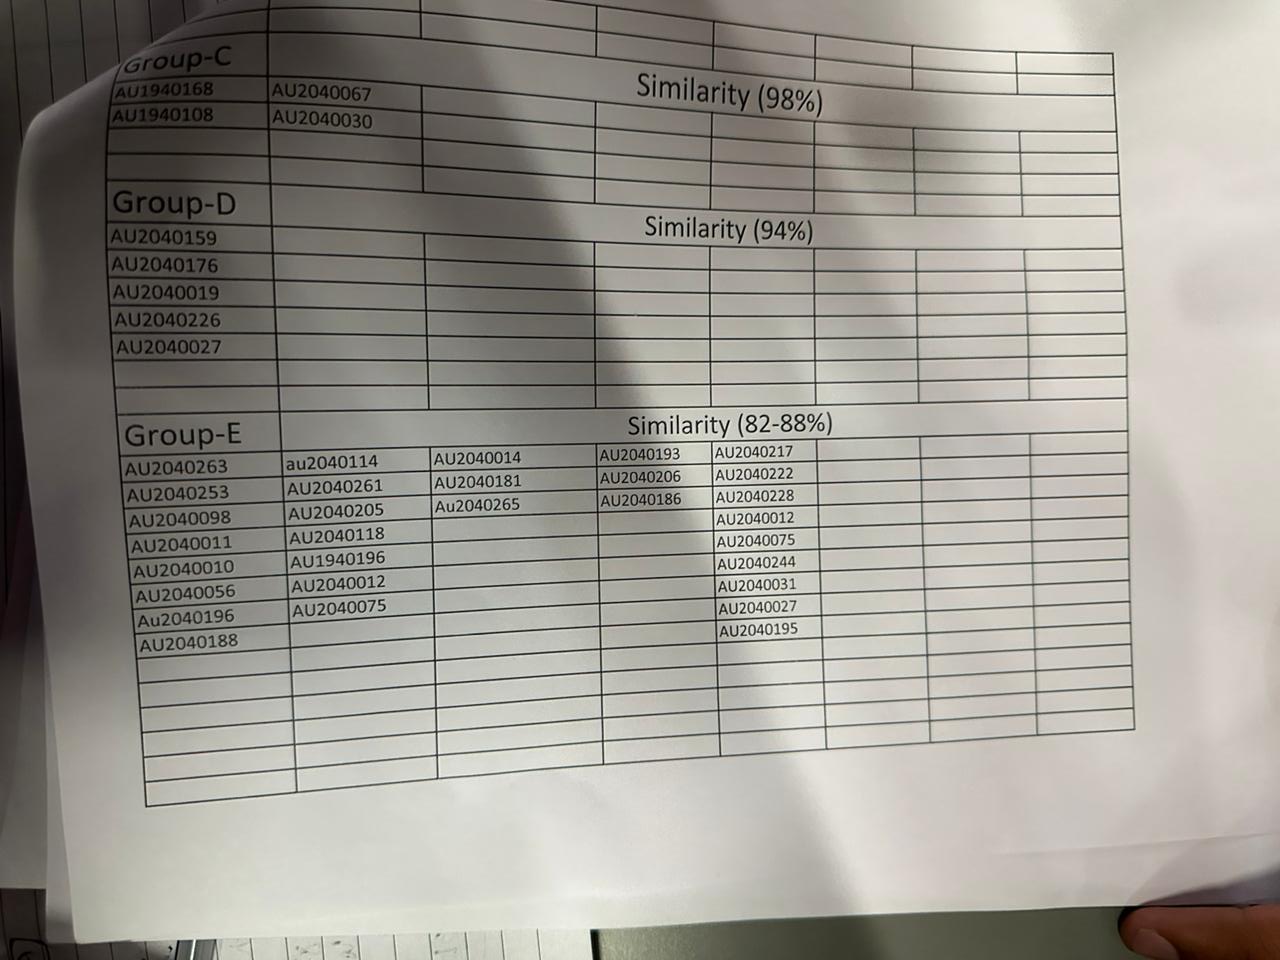 Group-C Similarity (98%)
AU1940168 AU2040067
AU1940108 AU2040030
Group-D Similarity (94%)
AU2040159
AU2040176
AU2040019
AU2040226
AU2040027
Group-E Similarity (82-88%)
AU2040263 au2040114 AU2040014 AU2040193 AU2040217
AU2040253 AU2040261 AU2040181 AU2040206 AU2040222
AU2040098 AU2040205 Au2040265 AU2040186 AU2040228
AU2040011 AU2040118 AU2040012
AU2040010 AU1940196 AU2040075
AU2040056 AU2040012 AU2040244
Au2040196 AU2040075 AU2040031
AU2040188 AU2040027
AU2040195